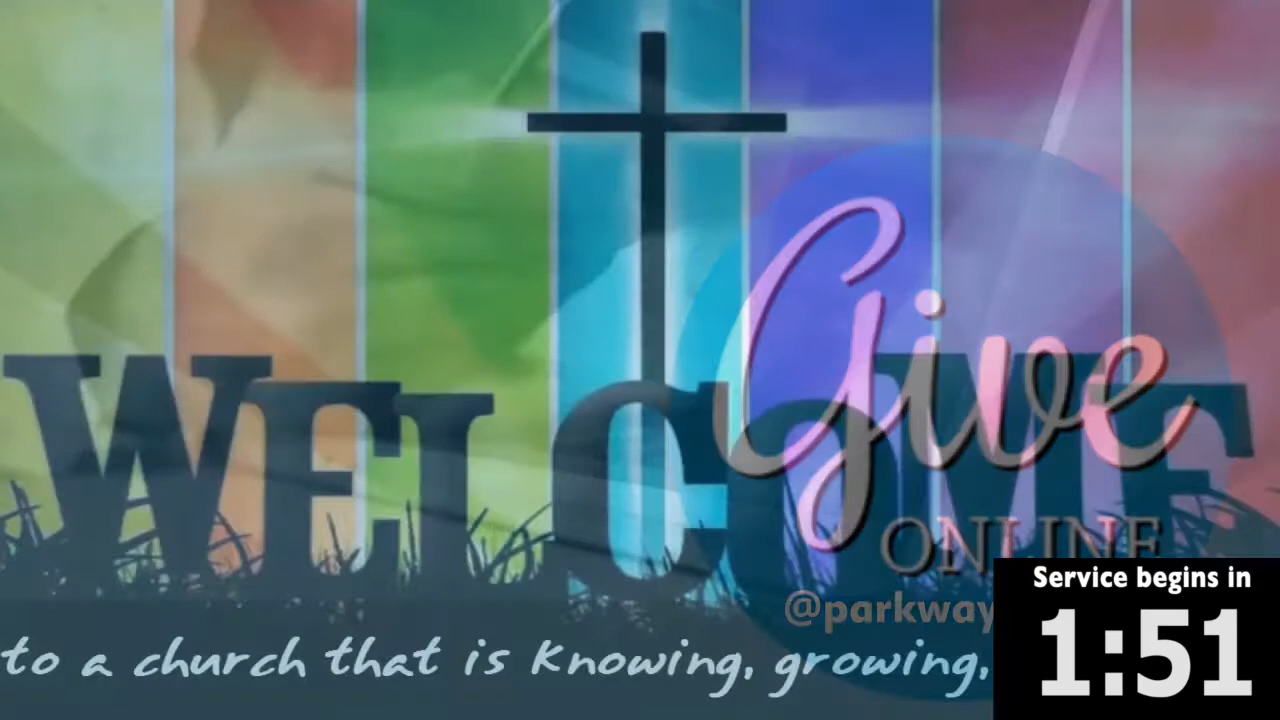 WELCOME
Give
ONLINE
@parkway
to a church that is Knowing, growing,
Service begins in
1:51